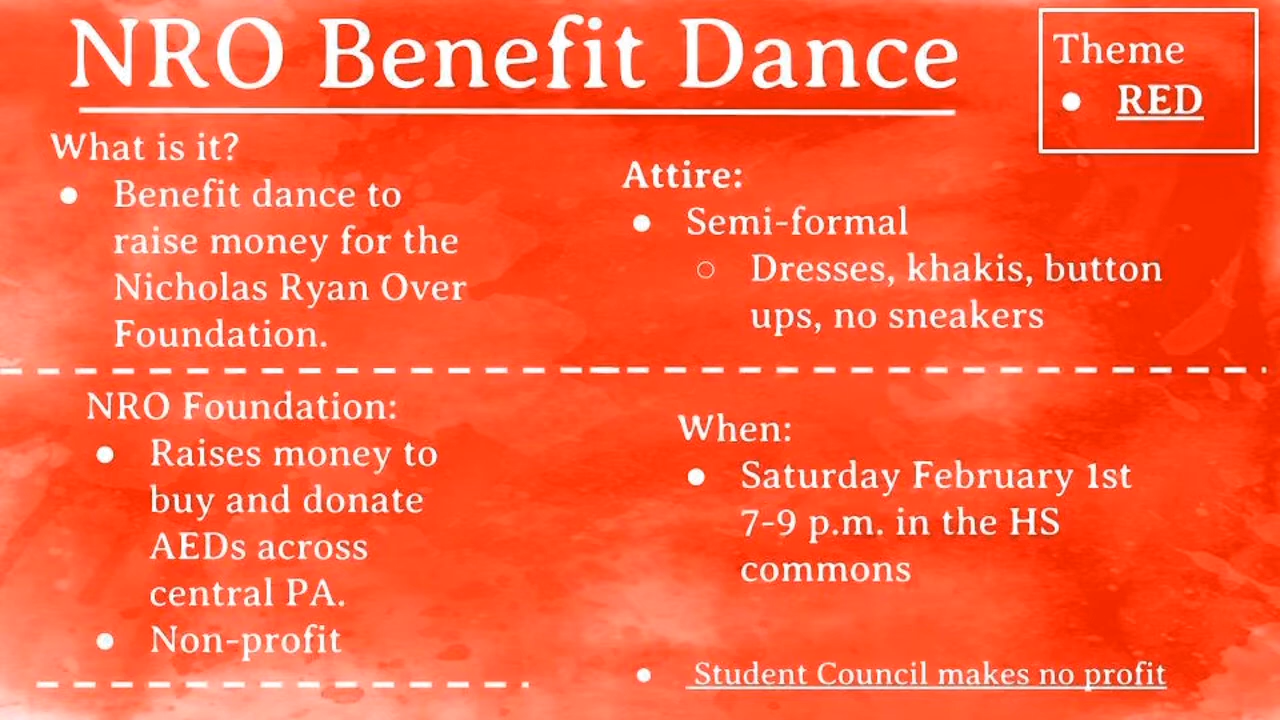 NRO Benefit Dance
Theme
● RED
What is it?
● Benefit dance to
raise money for the
Nicholas Ryan Over
Foundation.
Attire:
● Semi-formal
○ Dresses, khakis, button
ups, no sneakers
NRO Foundation:
● Raises money to
buy and donate
AEDs across
central PA.
● Non-profit
When:
● Saturday February 1st
7-9 p.m. in the HS
commons
● Student Council makes no profit